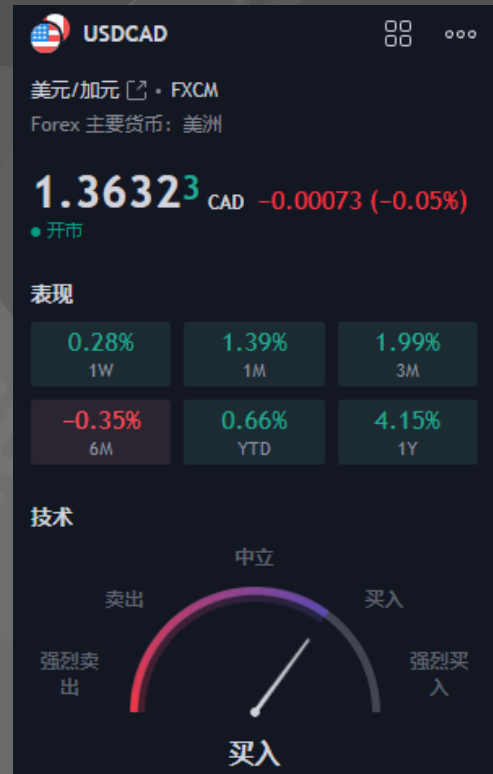 USDCAD
美元/加元 • FXCM
Forex 主要货币：美洲
1.36323 CAD −0.00073 (−0.05%)
开市
表现
0.28% 1.39% 1.99%
1W 1M 3M
−0.35% 0.66% 4.15%
6M YTD 1Y
技术
中立
卖出 买入
强烈卖 强烈买
出 入
买入